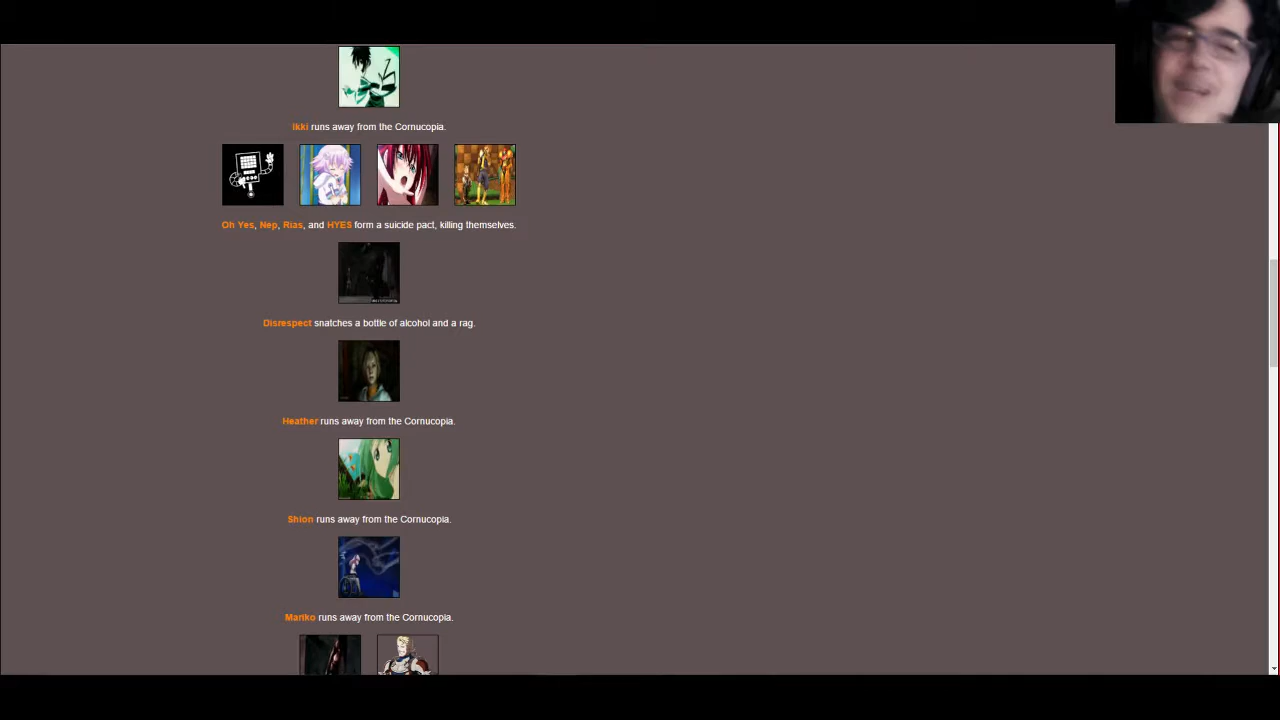 Ikki runs away from the Cornucopia.
Oh Yes, Nep, Rias, and HYES form a suicide pact, killing themselves.
Disrespect snatches a bottle of alcohol and a rag.
Heather runs away from the Cornucopia.
Shion runs away from the Cornucopia.
Mariko runs away from the Cornucopia.